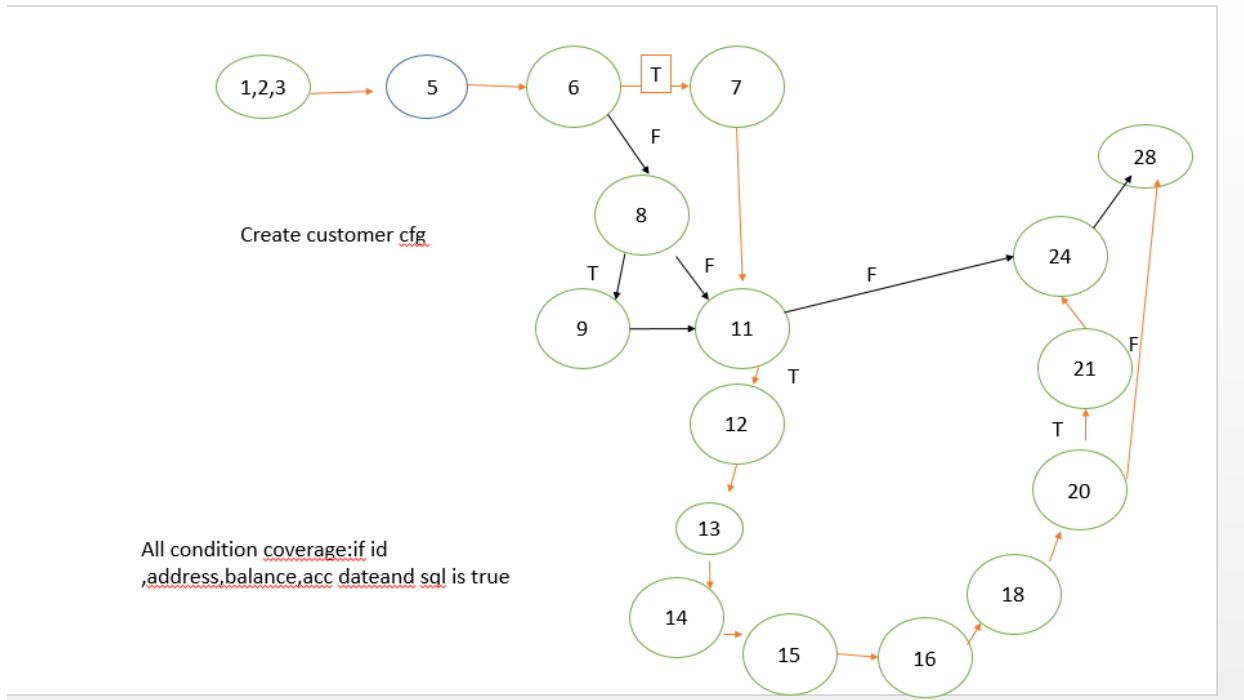 1,2,3
5
6
T
7
F
28
8
Create customer cfg
24
T
F
F
9
11
F
21
T
12
T
20
13
All condition coverage:if id
,address,balance,acc dateand sql is true
18
14
15
16